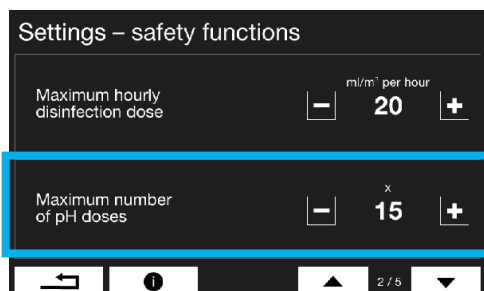 Settings – safety functions
Maximum hourly
disinfection dose
ml/m³ per hour
− 20 +
Maximum number
of pH doses
x
− 15 +
i
2/5